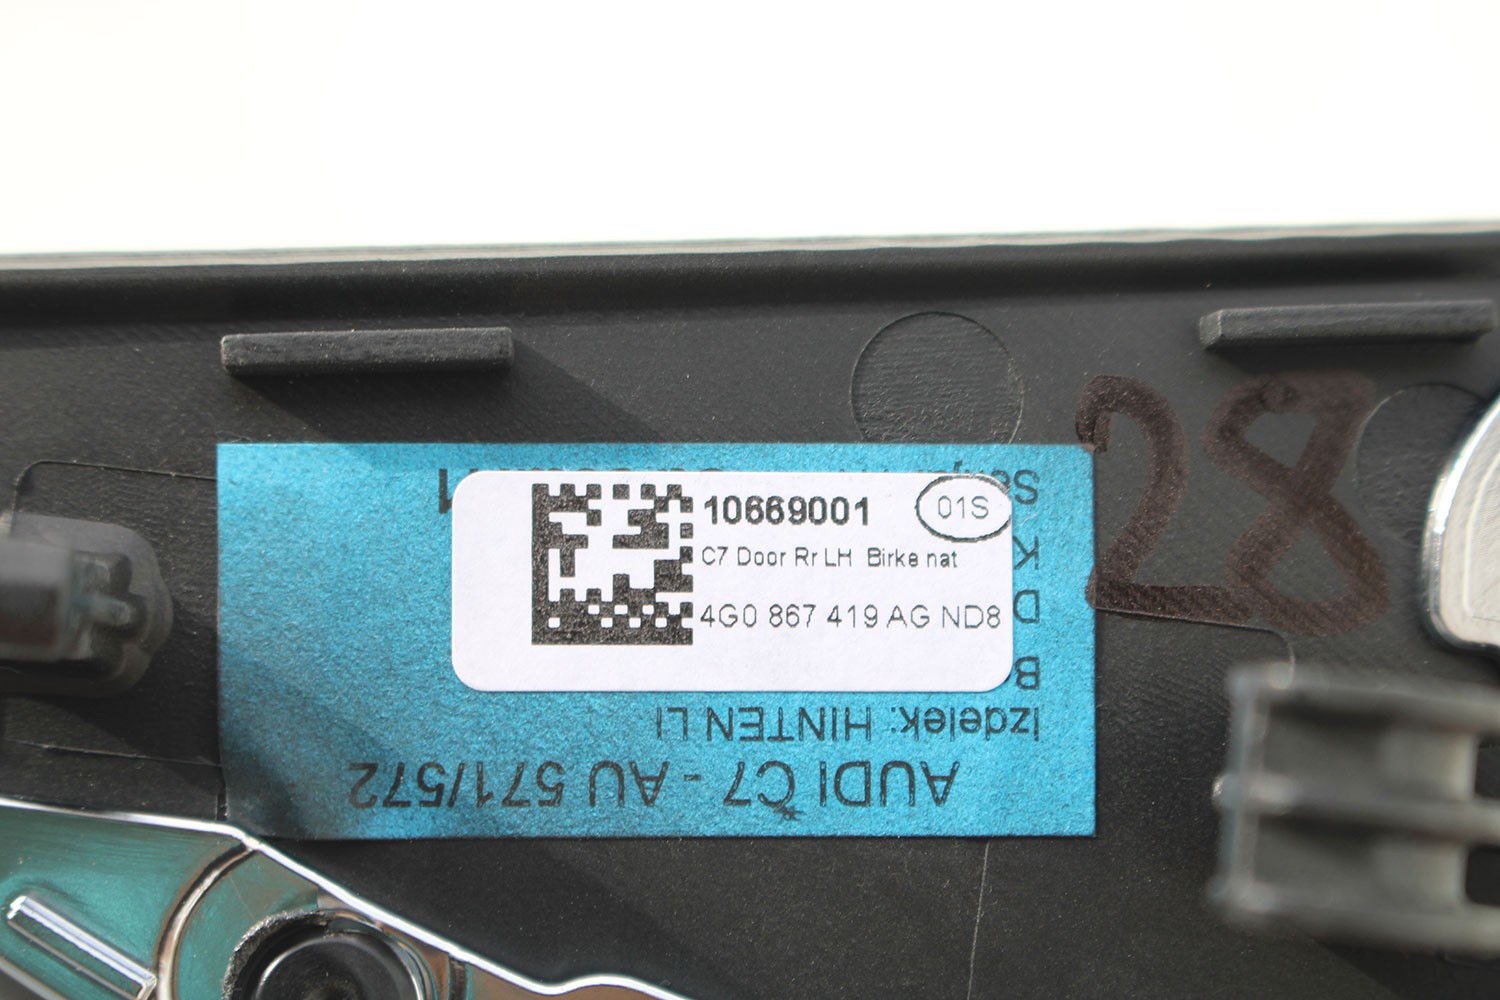 10669001 01S
C7 Door Rr LH Birke nat
4G0 867 419 AG ND8
28
AUDI C7 - AU 571/572
Izdelek: HINTEN LI
B
D
K